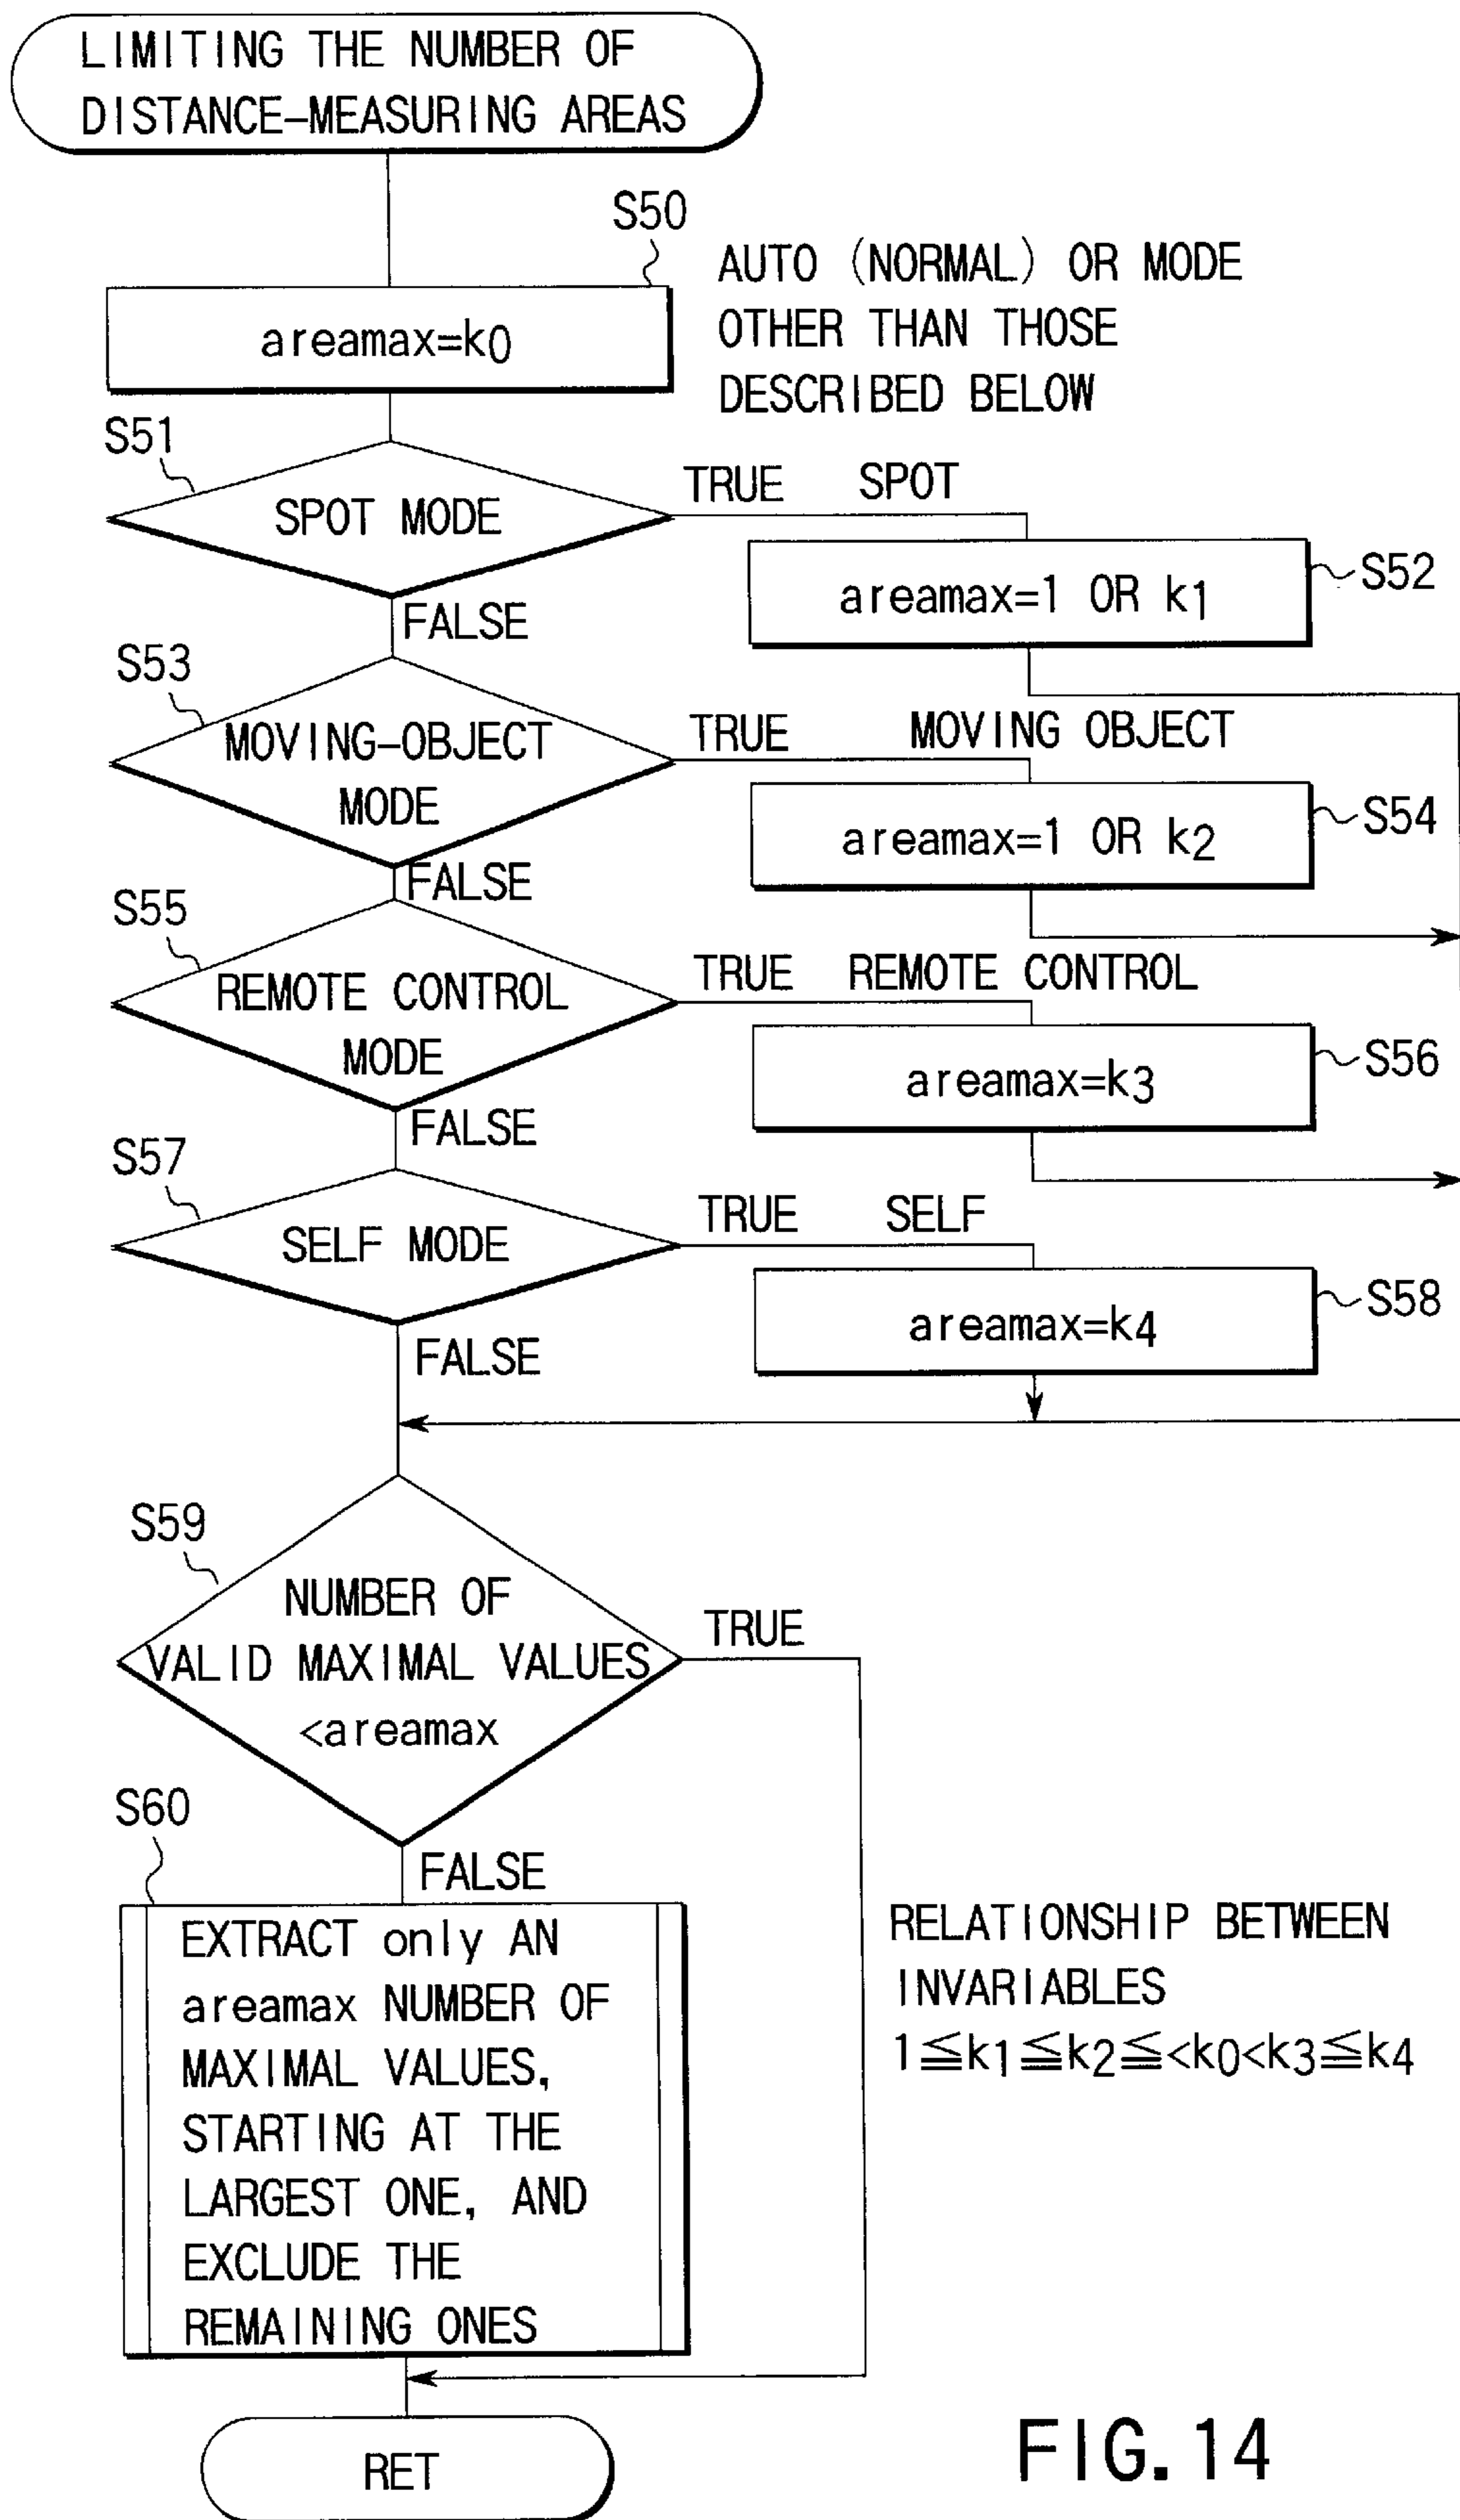 LIMITING THE NUMBER OF
DISTANCE-MEASURING AREAS
S50
areamax=k0
AUTO (NORMAL) OR MODE
OTHER THAN THOSE
DESCRIBED BELOW
S51
SPOT MODE
TRUE SPOT
areamax=1 OR k1
S52
FALSE
S53
MOVING-OBJECT
MODE
TRUE MOVING OBJECT
areamax=1 OR k2
S54
FALSE
S55
REMOTE CONTROL
MODE
TRUE REMOTE CONTROL
areamax=k3
S56
FALSE
S57
SELF MODE
TRUE SELF
areamax=k4
S58
FALSE
S59
NUMBER OF
VALID MAXIMAL VALUES
<areamax
TRUE
FALSE
S60
EXTRACT only AN
areamax NUMBER OF
MAXIMAL VALUES,
STARTING AT THE
LARGEST ONE, AND
EXCLUDE THE
REMAINING ONES
RELATIONSHIP BETWEEN
INVARIABLES
1≦k1≦k2≦<k0<k3≦k4
RET
FIG.14